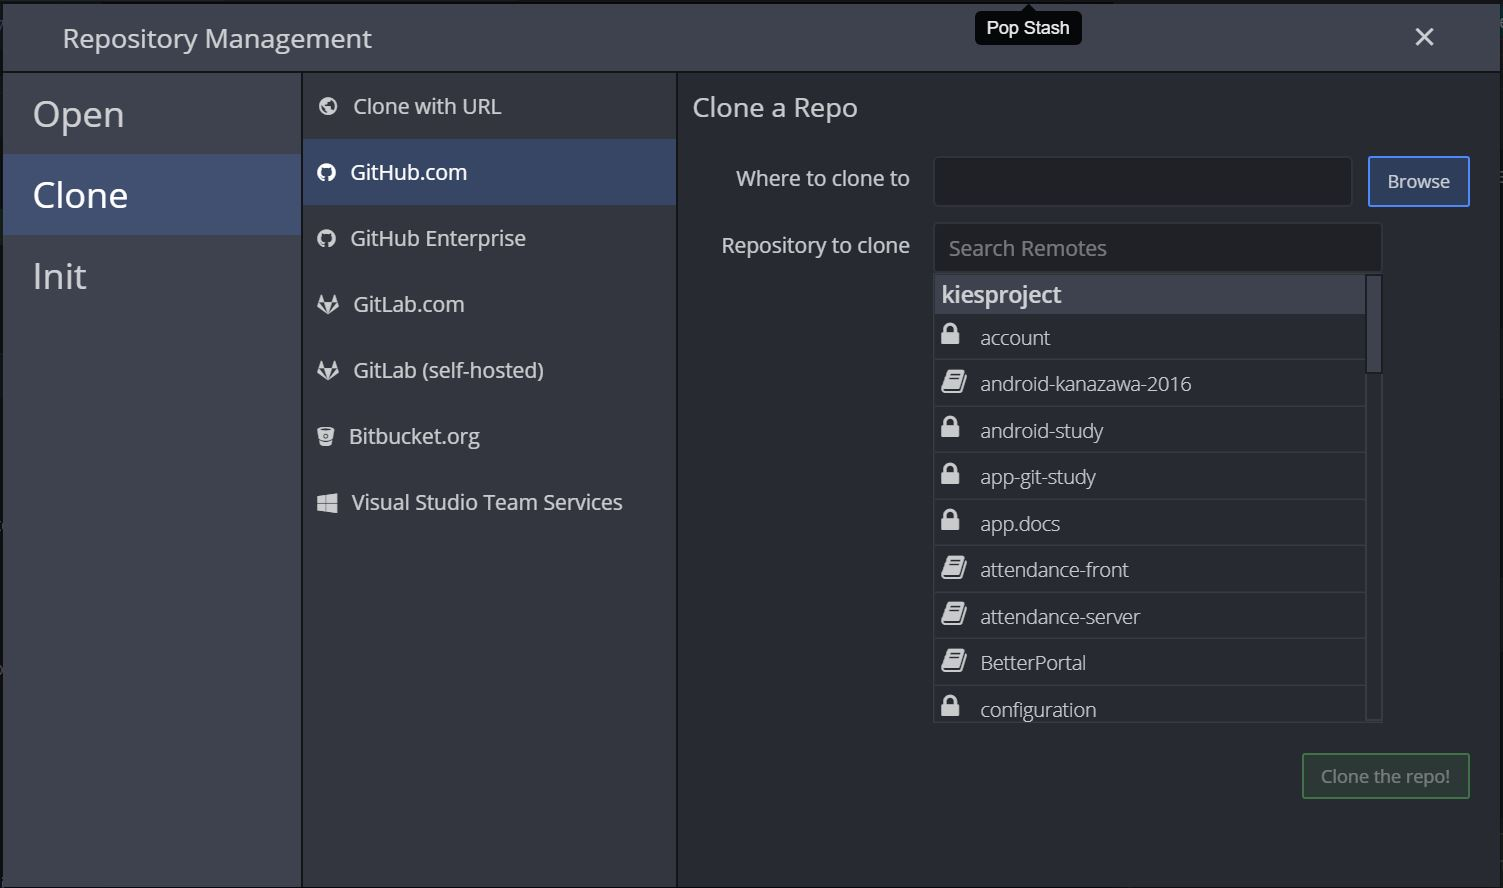 Pop Stash
Repository Management
Open
Clone
Init
Clone with URL
GitHub.com
GitHub Enterprise
GitLab.com
GitLab (self-hosted)
Bitbucket.org
Visual Studio Team Services
Clone a Repo
Where to clone to
Browse
Repository to clone
Search Remotes
kiesproject
account
android-kanazawa-2016
android-study
app-git-study
app.docs
attendance-front
attendance-server
BetterPortal
configuration
Clone the repo!